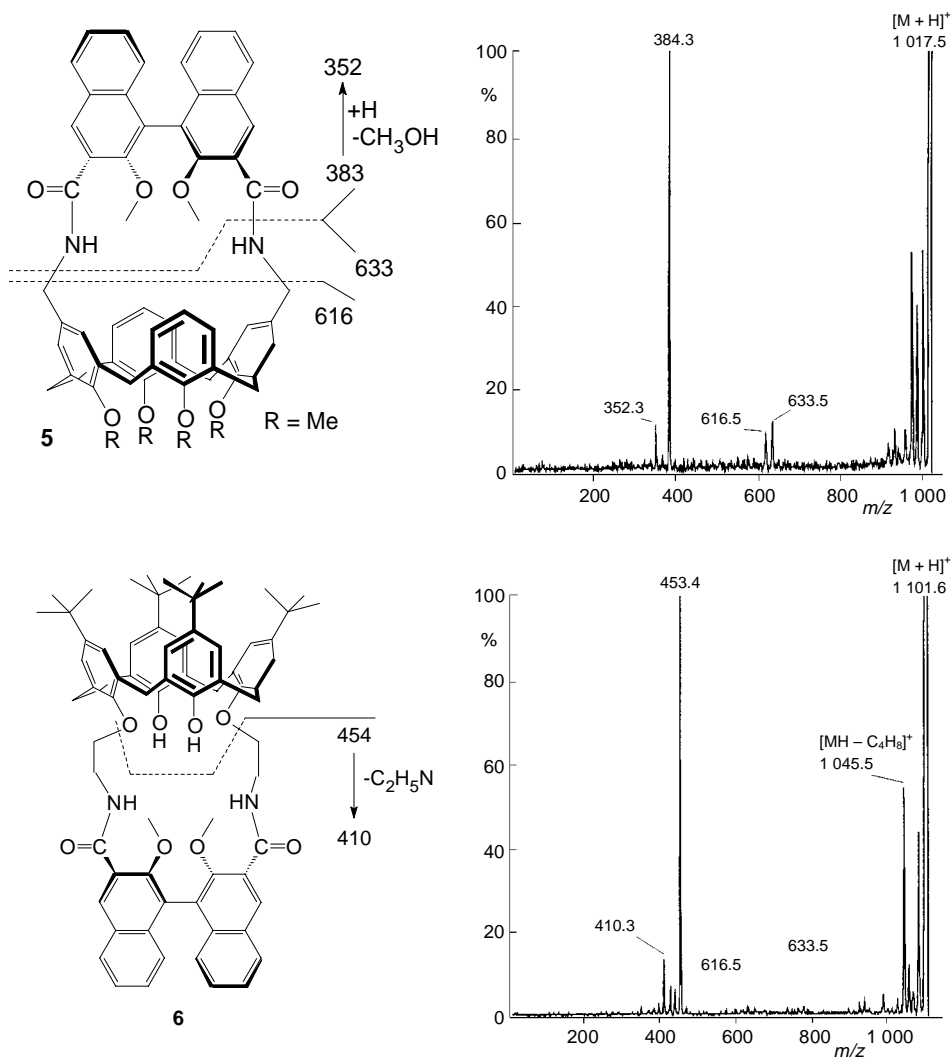 352
+H
-CH₃OH
383
O=C
O
O
C=O
NH
HN
633
616
O
R
O
R
O
R
O
R
R = Me
5
[M + H]⁺
1 017.5
384.3
100
%
80
60
40
20
0
352.3
616.5
633.5
200
400
600
800
1 000
m/z
O
O
H
O
H
O
454
-C₂H₅N
410
NH
HN
O=C
O
O
C=O
6
[M + H]⁺
1 101.6
453.4
100
%
80
60
40
20
0
[MH – C₄H₈]⁺
1 045.5
410.3
616.5
633.5
200
400
600
800
1 000
m/z